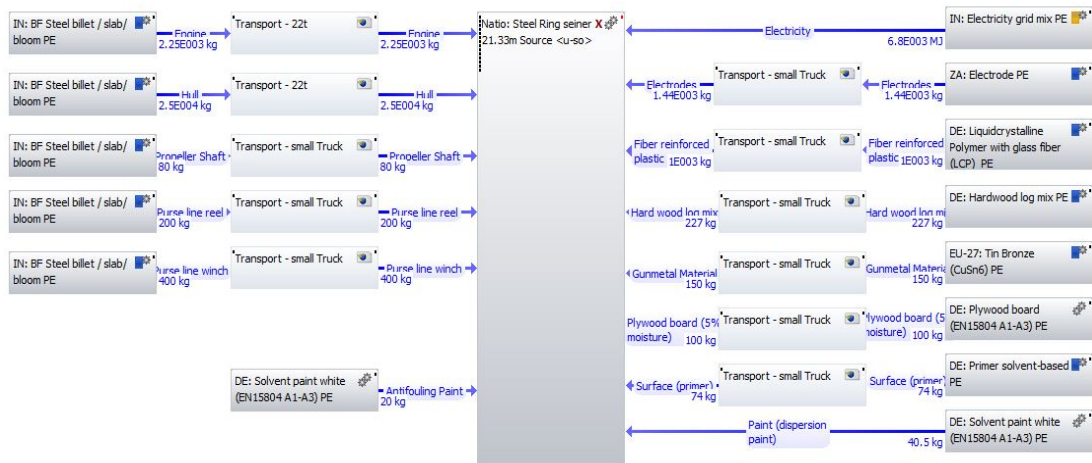 IN: BF Steel billet / slab/
bloom PE
Engine
2.25E003 kg
Transport - 22t
Engine
2.25E003 kg
IN: BF Steel billet / slab/
bloom PE
Hull
2.5E004 kg
Transport - 22t
Hull
2.5E004 kg
IN: BF Steel billet / slab/
bloom PE
Propeller Shaft
80 kg
Transport - small Truck
Propeller Shaft
80 kg
IN: BF Steel billet / slab/
bloom PE
Purse line reel
200 kg
Transport - small Truck
Purse line reel
200 kg
IN: BF Steel billet / slab/
bloom PE
Purse line winch
400 kg
Transport - small Truck
Purse line winch
400 kg
DE: Solvent paint white
(EN15804 A1-A3) PE
Antifouling Paint
20 kg
Natio: Steel Ring seiner X
21.33m Source <u-so>
Electricity
6.8E003 MJ
IN: Electricity grid mix PE
Electrodes
1.44E003 kg
Transport - small Truck
Electrodes
1.44E003 kg
ZA: Electrode PE
Fiber reinforced
plastic 1E003 kg
Transport - small Truck
Fiber reinforced
plastic 1E003 kg
DE: Liquidcrystalline
Polymer with glass fiber
(LCP) PE
Hard wood log mix
227 kg
Transport - small Truck
Hard wood log mi
227 kg
DE: Hardwood log mix PE
Gunmetal Material
150 kg
Transport - small Truck
Gunmetal Materia
150 kg
EU-27: Tin Bronze
(CuSn6) PE
Plywood board (5%
moisture) 100 kg
Transport - small Truck
Plywood board (5
moisture) 100 kg
DE: Plywood board
(EN15804 A1-A3) PE
Surface (primer)
74 kg
Transport - small Truck
Surface (primer)
74 kg
DE: Primer solvent-based
PE
Paint (dispersion
paint)
40.5 kg
DE: Solvent paint white
(EN15804 A1-A3) PE